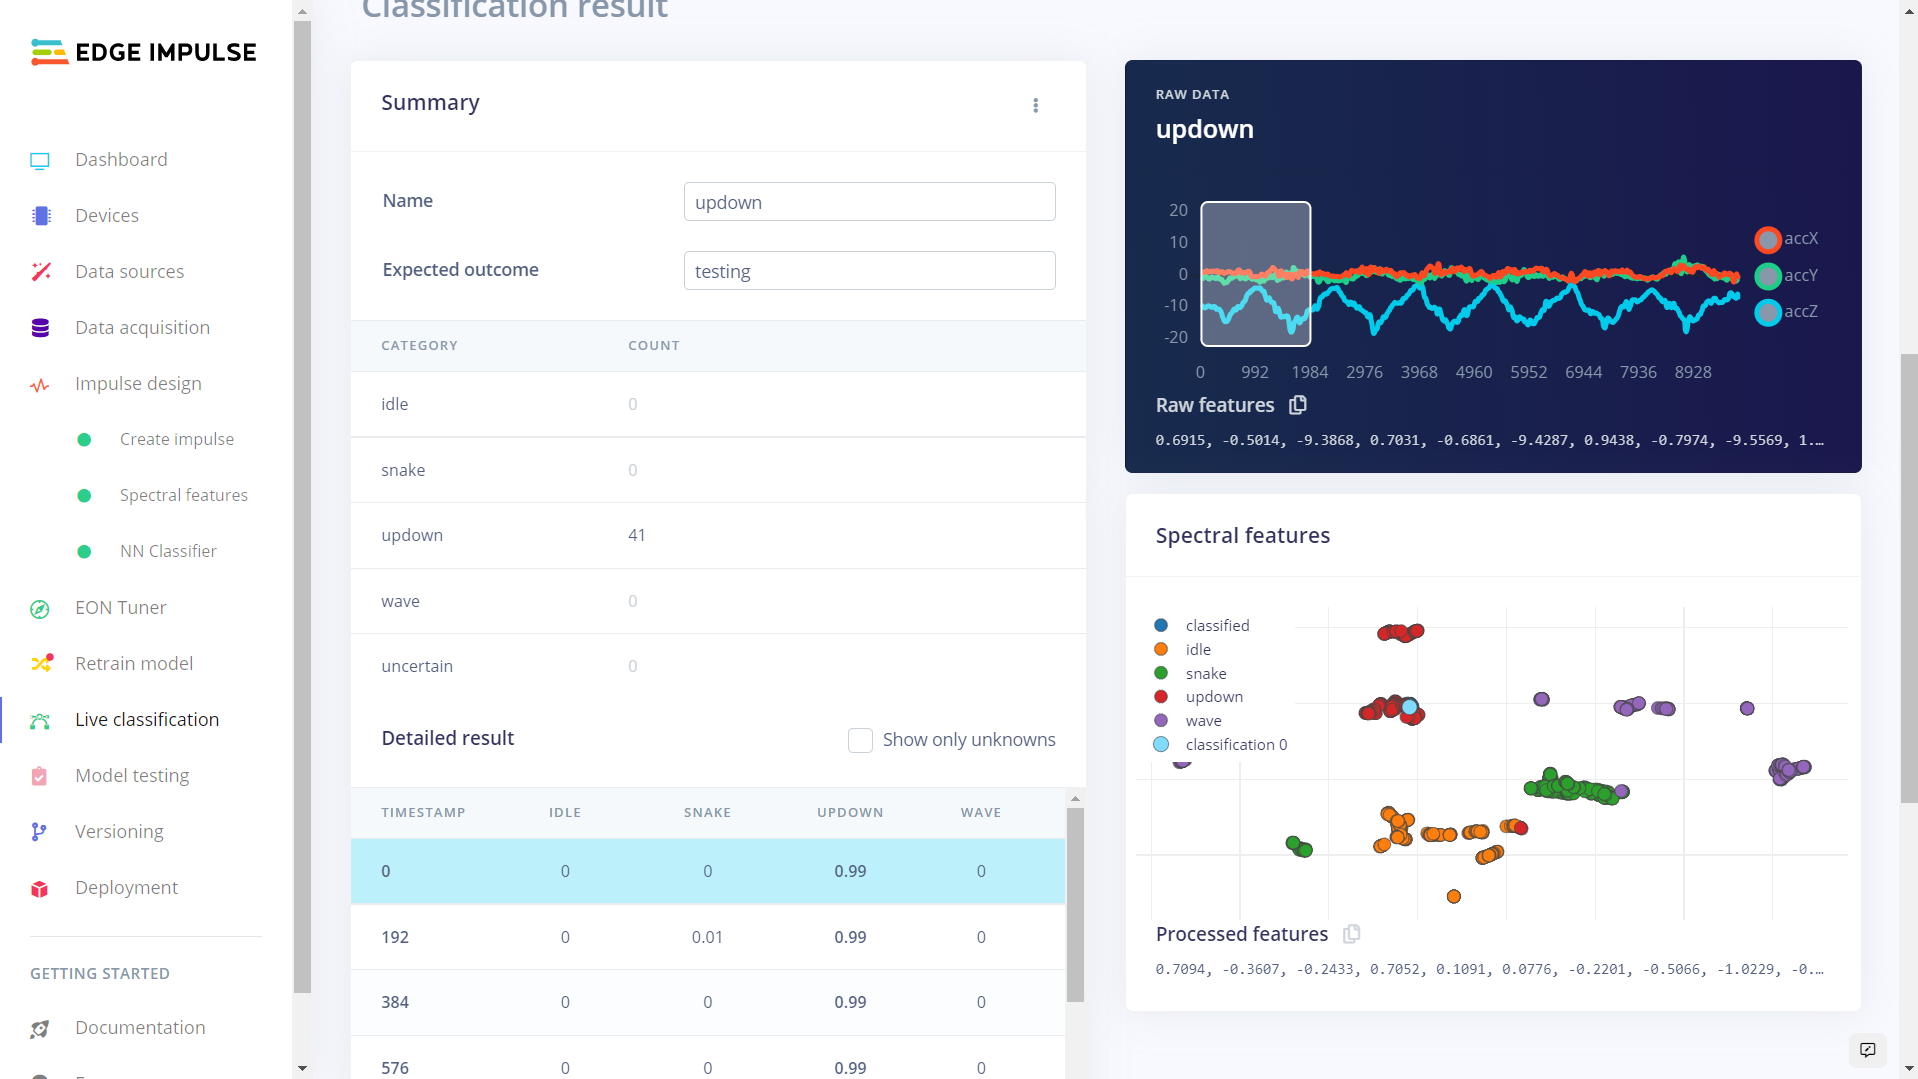 EDGE IMPULSE
Dashboard
Devices
Data sources
Data acquisition
Impulse design
Create impulse
Spectral features
NN Classifier
EON Tuner
Retrain model
Live classification
Model testing
Versioning
Deployment
GETTING STARTED
Documentation
Classification result
Summary
Name
updown
Expected outcome
testing
CATEGORY COUNT
idle 0
snake 0
updown 41
wave 0
uncertain 0
Detailed result
Show only unknowns
TIMESTAMP IDLE SNAKE UPDOWN WAVE
0 0 0 0.99 0
192 0 0.01 0.99 0
384 0 0 0.99 0
576 0 0 0.99 0
RAW DATA
updown
20
10
0
-10
-20
0 992 1984 2976 3968 4960 5952 6944 7936 8928
accX
accY
accZ
Raw features
0.6915, -0.5014, -9.3868, 0.7031, -0.6861, -9.4287, 0.9438, -0.7974, -9.5569, 1.…
Spectral features
classified
idle
snake
updown
wave
classification 0
Processed features
0.7094, -0.3607, -0.2433, 0.7052, 0.1091, 0.0776, -0.2201, -0.5066, -1.0229, -0.…